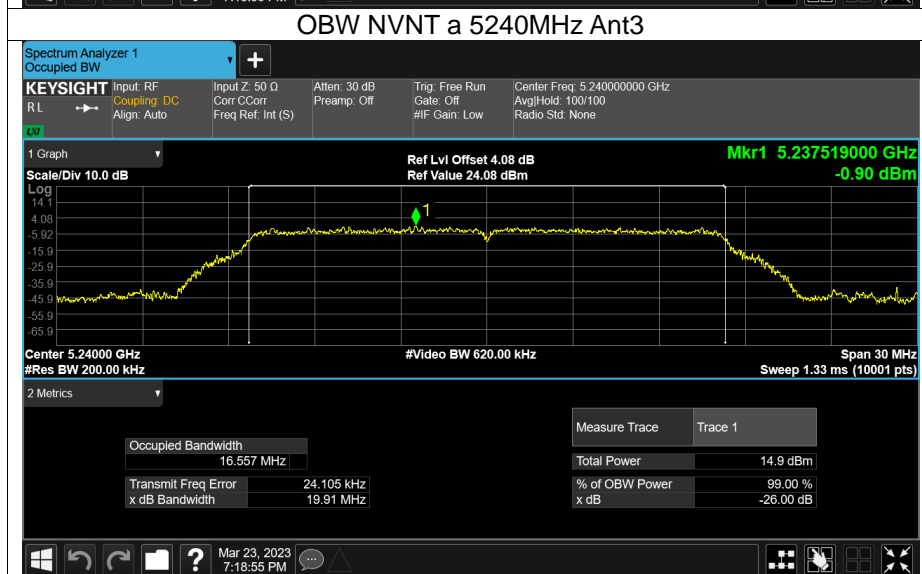 OBW NVNT a 5240MHz Ant3
Spectrum Analyzer 1
Occupied BW
KEYSIGHT
R L
LXI
Input: RF
Coupling: DC
Align: Auto
Input Z: 50 Ω
Corr CCorr
Freq Ref: Int (S)
Atten: 30 dB
Preamp: Off
Trig: Free Run
Gate: Off
#IF Gain: Low
Center Freq: 5.240000000 GHz
Avg|Hold: 100/100
Radio Std: None
1 Graph
Scale/Div 10.0 dB
Ref Lvl Offset 4.08 dB
Ref Value 24.08 dBm
Mkr1 5.237519000 GHz
-0.90 dBm
Log
14.1
4.08
-5.92
-15.9
-25.9
-35.9
-45.9
-55.9
-65.9
1
Center 5.24000 GHz
#Res BW 200.00 kHz
#Video BW 620.00 kHz
Span 30 MHz
Sweep 1.33 ms (10001 pts)
2 Metrics
Measure Trace Trace 1
Occupied Bandwidth
16.557 MHz
Total Power 14.9 dBm
Transmit Freq Error 24.105 kHz
% of OBW Power 99.00 %
x dB Bandwidth 19.91 MHz
x dB -26.00 dB
?
Mar 23, 2023
7:18:55 PM